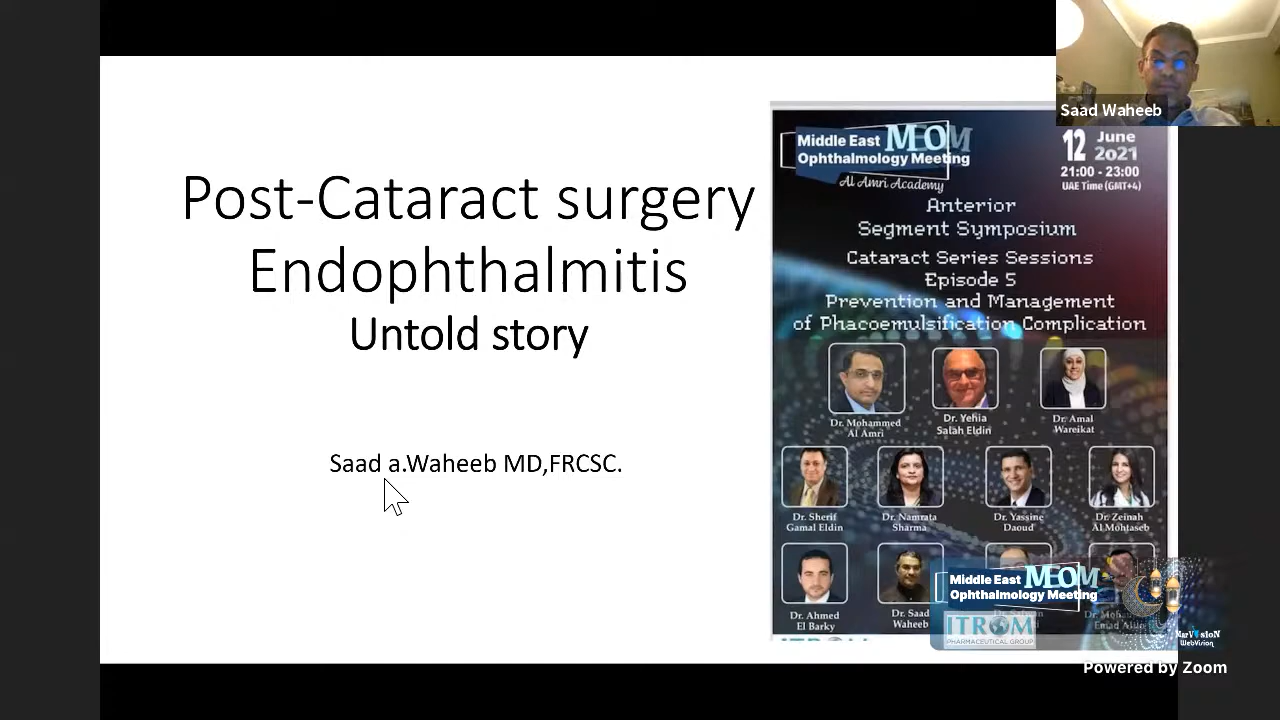 Post-Cataract surgery
Endophthalmitis
Untold story
Saad a.Waheeb MD,FRCSC.
Saad Waheeb
Middle East MEOM
Ophthalmology Meeting
Al Amri Academy
12 June
2021
21:00 - 23:00
UAE Time (GMT+4)
Anterior
Segment Symposium
Cataract Series Sessions
Episode 5
Prevention and Management
of Phacoemulsification Complication
Dr. Mohammed
Al Amri
Dr. Yehia
Salah Eldin
Dr. Amal
Wareikat
Dr. Sherif
Gamal Eldin
Dr. Namrata
Sharma
Dr. Yassine
Daoud
Dr. Zeinah
Al Mohtaseb
Dr. Ahmed
El Barky
Dr. Saad
Waheeb
Middle East MEOM
Ophthalmology Meeting
ITROM
PHARMACEUTICAL GROUP
MarVision
WebVision
Powered by Zoom